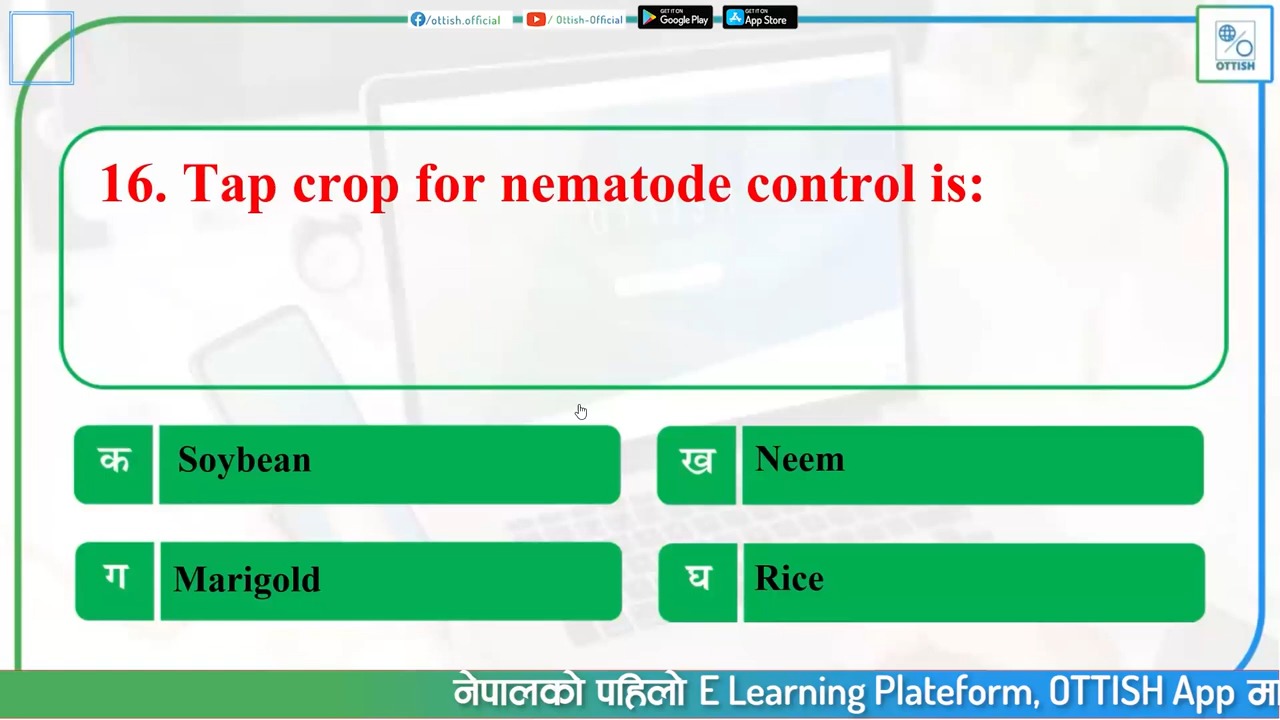 /ottish.official
/ Ottish-Official
GET IT ON
Google Play
GET IT ON
App Store
OTTISH
16. Tap crop for nematode control is:
क Soybean
ख Neem
ग Marigold
घ Rice
नेपालको पहिलो E Learning Plateform, OTTISH App मा